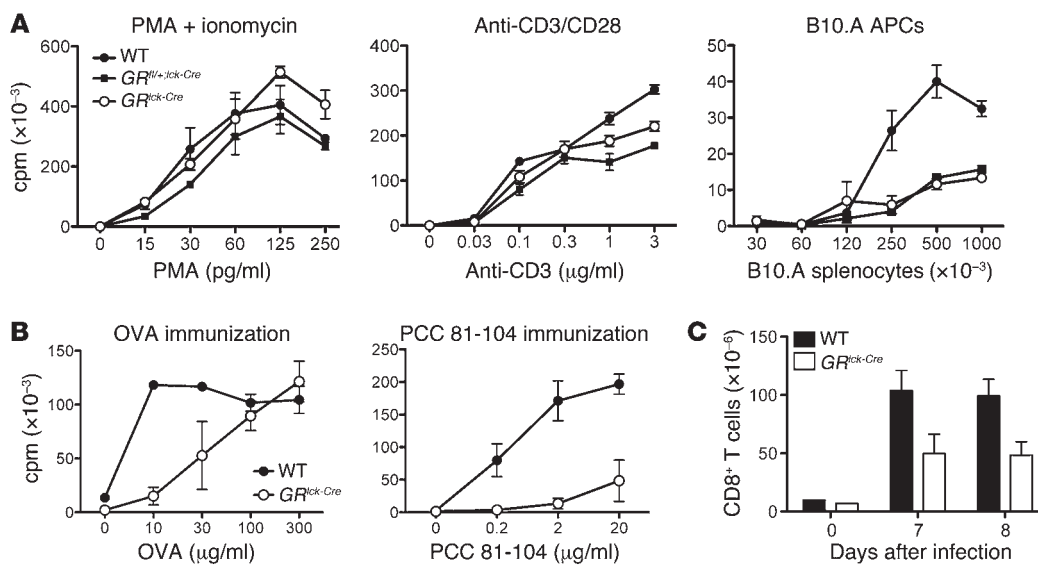 A
PMA + ionomycin
Anti-CD3/CD28
B10.A APCs
WT
GRfl/+;lck-Cre
GRlck-Cre
cpm (×10–3)
600
400
200
0
0 15 30 60 125 250
PMA (pg/ml)
400
300
200
100
0
0 0.03 0.1 0.3 1 3
Anti-CD3 (μg/ml)
50
40
30
20
10
0
30 60 120 250 500 1000
B10.A splenocytes (×10–3)
B
OVA immunization
PCC 81-104 immunization
cpm (×10–3)
150
100
50
0
WT
GRlck-Cre
0 10 30 100 300
OVA (μg/ml)
250
200
150
100
50
0
0 0.2 2 20
PCC 81-104 (μg/ml)
C
CD8+ T cells (×10–6)
150
100
50
0
WT
GRlck-Cre
0 7 8
Days after infection